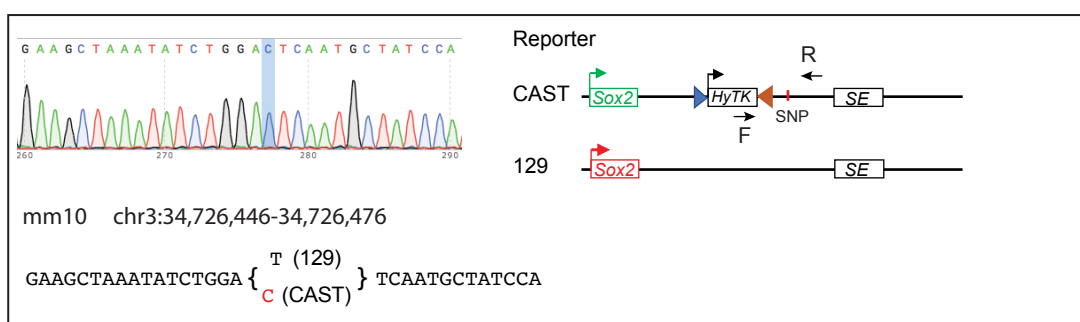 GAAGCTAAATATCTGGACTCAATGCTATCCA
260 270 280 290
Reporter
CAST Sox2 HyTK R SE
F SNP
129 Sox2 SE
mm10 chr3:34,726,446-34,726,476
T (129)
GAAGCTAAATATCTGGA { } TCAATGCTATCCA
C (CAST)